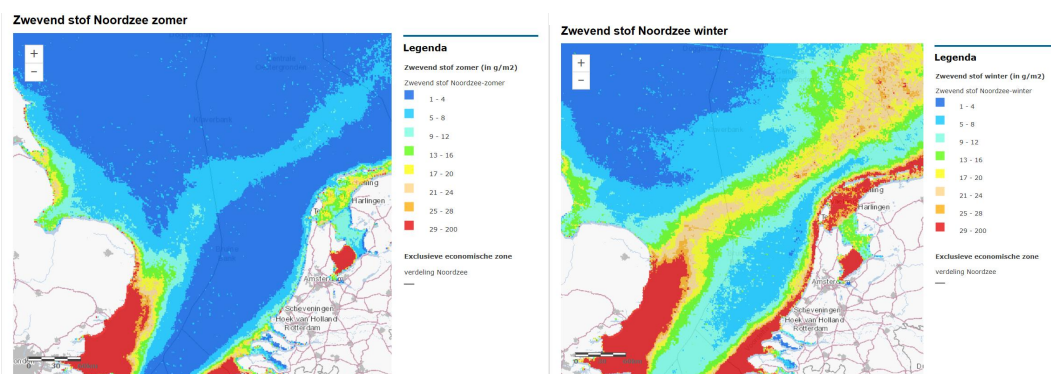 Zwevend stof Noordzee zomer
+
−
Legenda
Zwevend stof zomer (in g/m2)
Zwevend stof Noordzee-zomer
1 - 4
5 - 8
9 - 12
13 - 16
17 - 20
21 - 24
25 - 28
29 - 200
Exclusieve economische zone
verdeling Noordzee
Harlingen
Amsterdam
Scheveningen
Hoek van Holland
Rotterdam
0 30
Zwevend stof Noordzee winter
+
−
Legenda
Zwevend stof winter (in g/m2)
Zwevend stof Noordzee-winter
1 - 4
5 - 8
9 - 12
13 - 16
17 - 20
21 - 24
25 - 28
29 - 200
Exclusieve economische zone
verdeling Noordzee
Harlingen
Amsterdam
Scheveningen
Hoek van Holland
Rotterdam